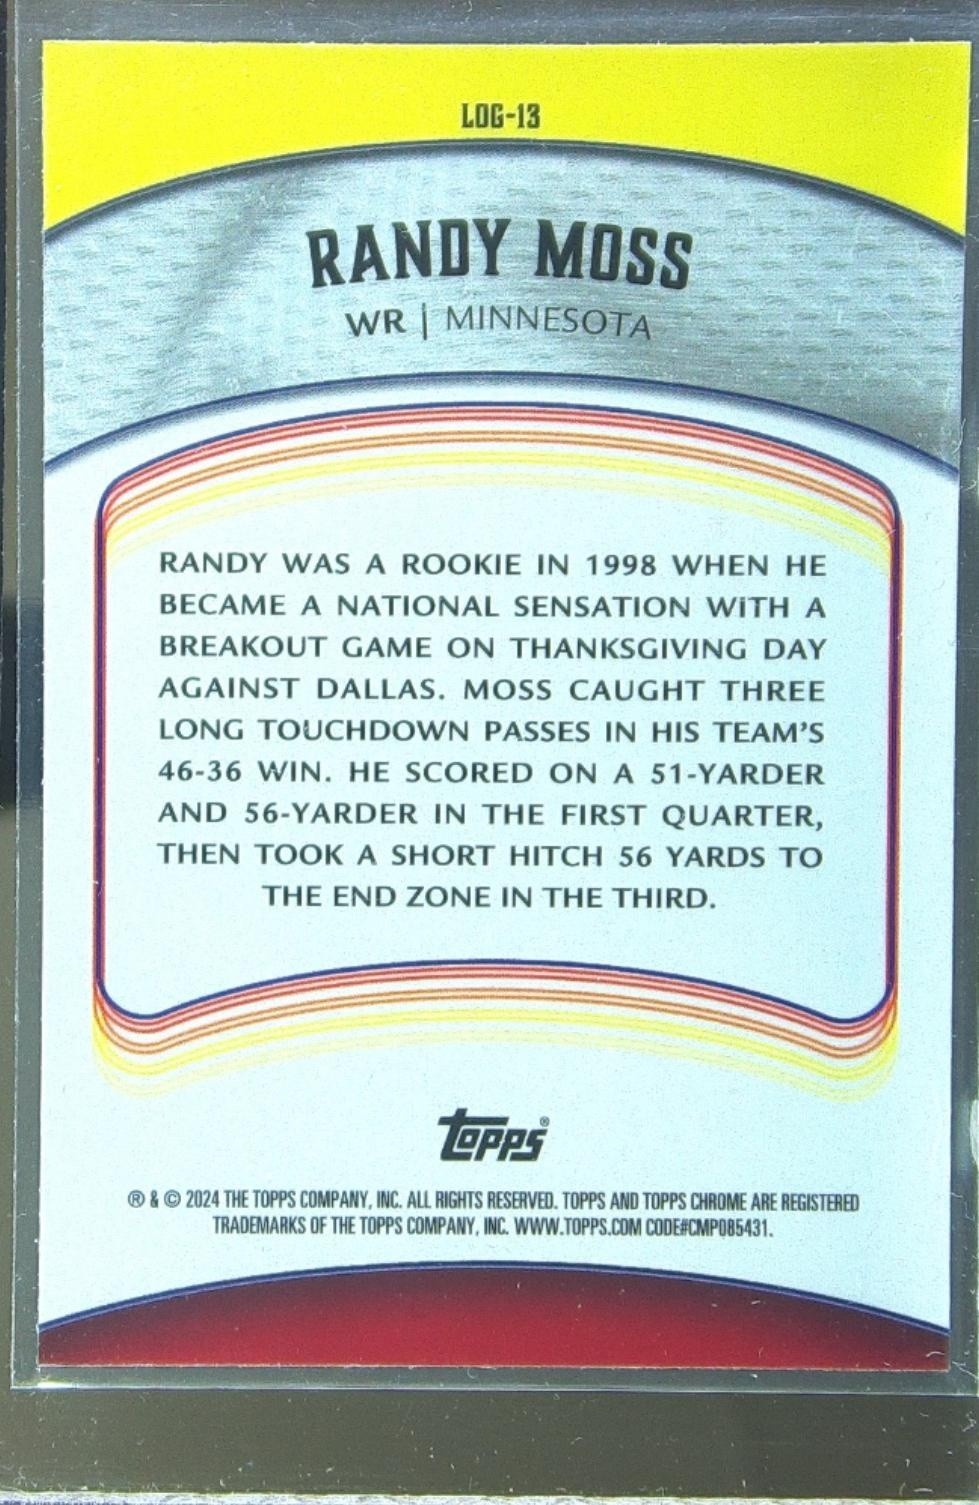 LOG-13
RANDY MOSS
WR | MINNESOTA
RANDY WAS A ROOKIE IN 1998 WHEN HE
BECAME A NATIONAL SENSATION WITH A
BREAKOUT GAME ON THANKSGIVING DAY
AGAINST DALLAS. MOSS CAUGHT THREE
LONG TOUCHDOWN PASSES IN HIS TEAM'S
46-36 WIN. HE SCORED ON A 51-YARDER
AND 56-YARDER IN THE FIRST QUARTER,
THEN TOOK A SHORT HITCH 56 YARDS TO
THE END ZONE IN THE THIRD.
TOPPS®
® & © 2024 THE TOPPS COMPANY, INC. ALL RIGHTS RESERVED. TOPPS AND TOPPS CHROME ARE REGISTERED
TRADEMARKS OF THE TOPPS COMPANY, INC. WWW.TOPPS.COM CODE#CMP085431.